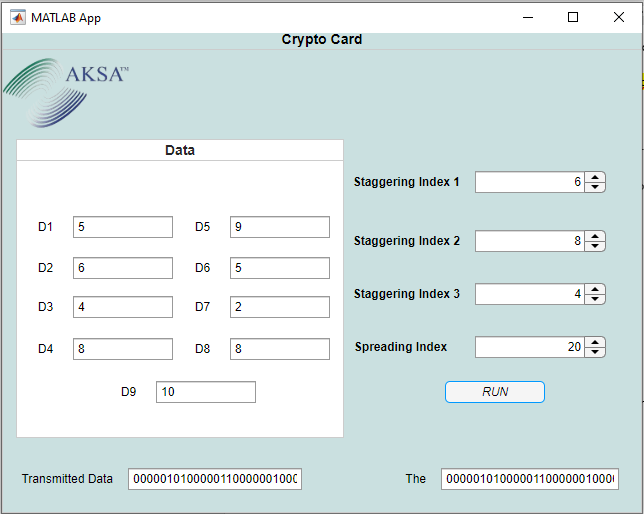 MATLAB App
Crypto Card
AKSA™
Data
D1 5 D5 9
D2 6 D6 5
D3 4 D7 2
D4 8 D8 8
D9 10
Staggering Index 1 6
Staggering Index 2 8
Staggering Index 3 4
Spreading Index 20
RUN
Transmitted Data 0000010100000110000001000
The 0000010100000110000001000